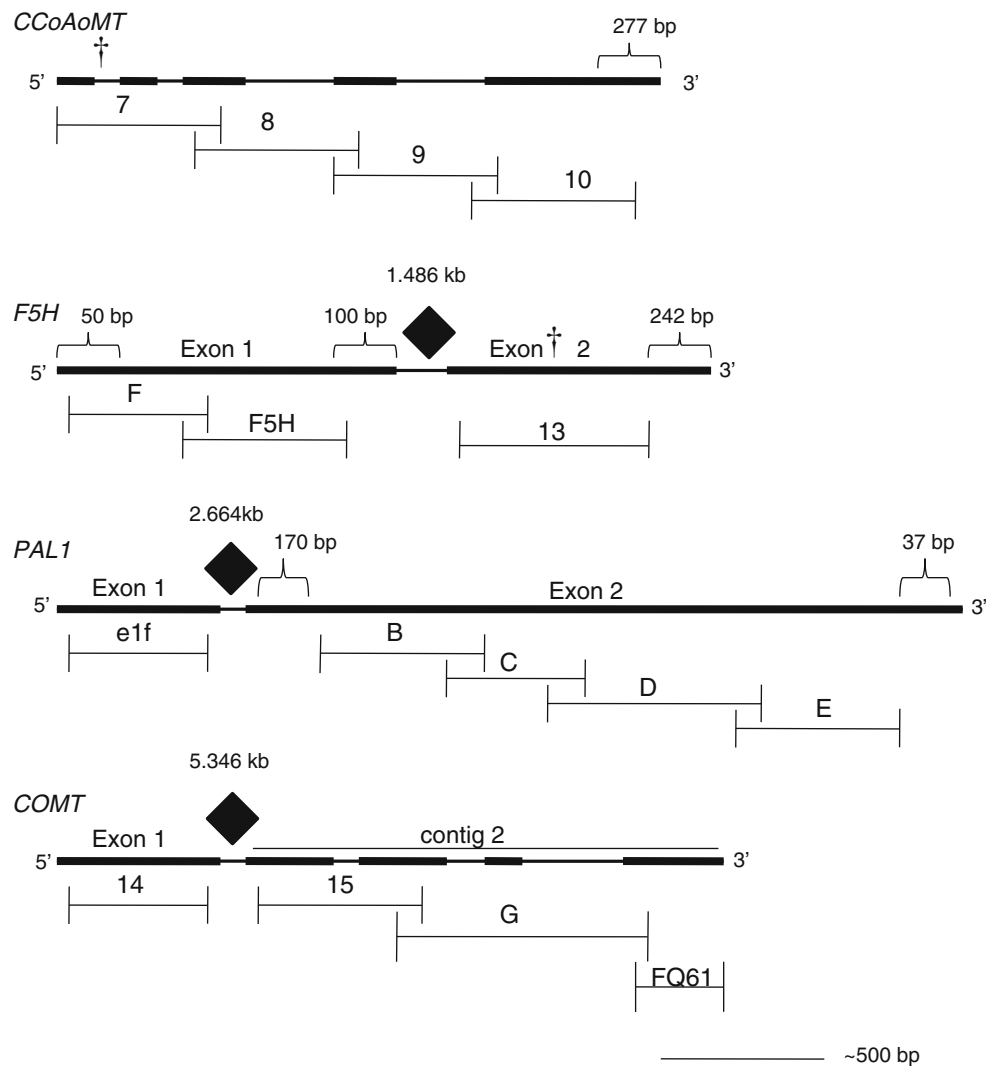 CCoAoMT
†
277 bp
5’ 3’
7
8
9
10
1.486 kb
F5H
50 bp 100 bp 242 bp
Exon 1 Exon † 2
5’ 3’
F
F5H
13
2.664kb
PAL1
170 bp 37 bp
Exon 1 Exon 2
5’ 3’
e1f
B
C
D
E
5.346 kb
COMT
Exon 1 contig 2
5’ 3’
14 15
G
FQ61
~500 bp